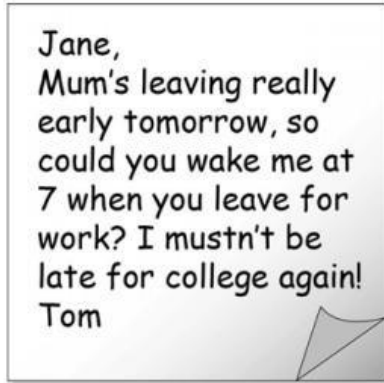 Jane,
Mum's leaving really
early tomorrow, so
could you wake me at
7 when you leave for
work? I mustn't be
late for college again!
Tom